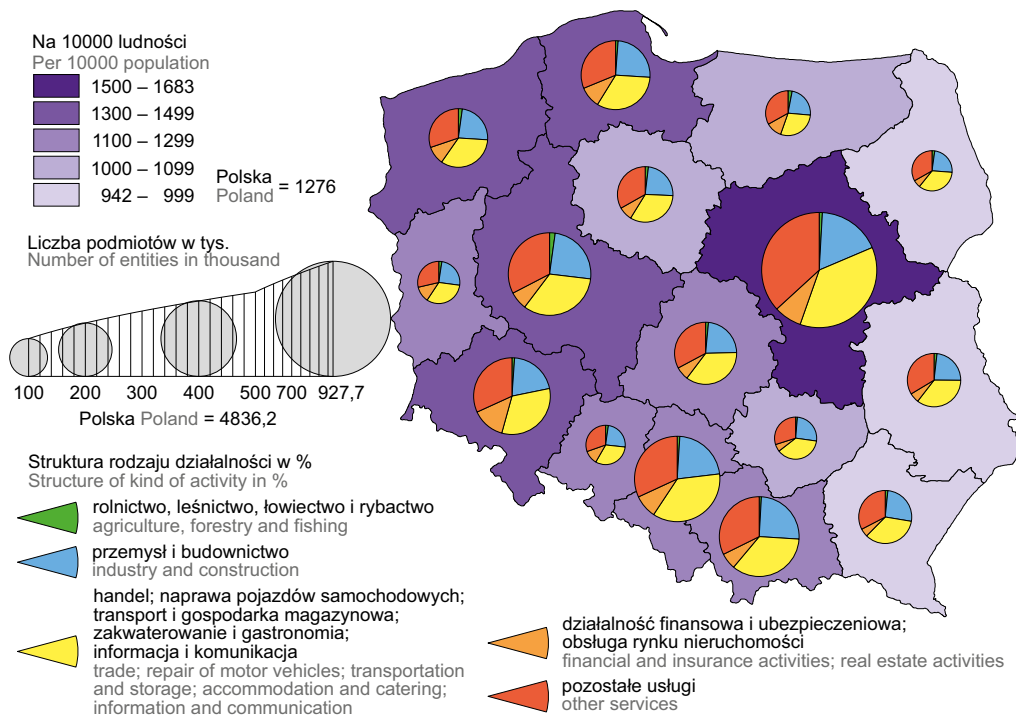 Na 10000 ludności
Per 10000 population
1500 – 1683
1300 – 1499
1100 – 1299
1000 – 1099
942 – 999
Polska
Poland = 1276
Liczba podmiotów w tys.
Number of entities in thousand
100 200 300 400 500 700 927,7
Polska Poland = 4836,2
Struktura rodzaju działalności w %
Structure of kind of activity in %
rolnictwo, leśnictwo, łowiectwo i rybactwo
agriculture, forestry and fishing
przemysł i budownictwo
industry and construction
handel; naprawa pojazdów samochodowych;
transport i gospodarka magazynowa;
zakwaterowanie i gastronomia;
informacja i komunikacja
trade; repair of motor vehicles; transportation
and storage; accommodation and catering;
information and communication
działalność finansowa i ubezpieczeniowa;
obsługa rynku nieruchomości
financial and insurance activities; real estate activities
pozostałe usługi
other services